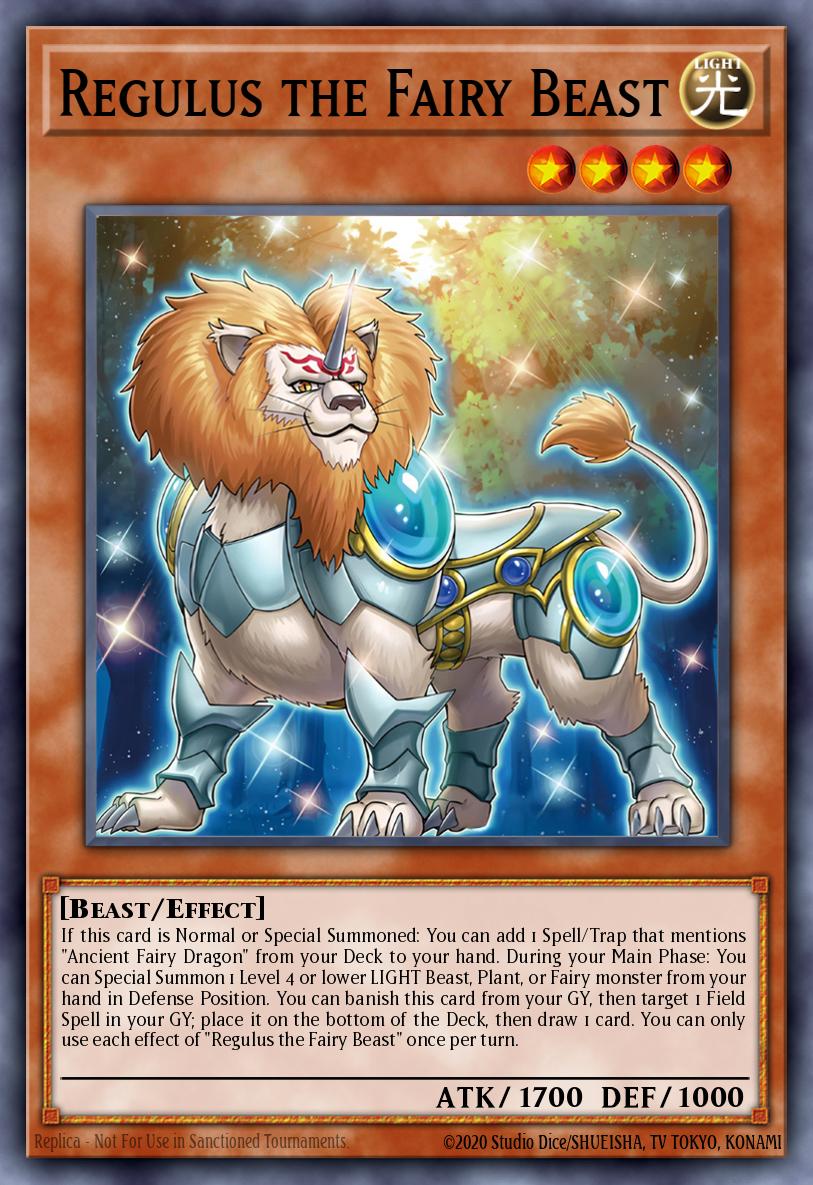 Regulus the Fairy Beast
LIGHT
光
[Beast/Effect]
If this card is Normal or Special Summoned: You can add 1 Spell/Trap that mentions
"Ancient Fairy Dragon" from your Deck to your hand. During your Main Phase: You
can Special Summon 1 Level 4 or lower LIGHT Beast, Plant, or Fairy monster from your
hand in Defense Position. You can banish this card from your GY, then target 1 Field
Spell in your GY; place it on the bottom of the Deck, then draw 1 card. You can only
use each effect of "Regulus the Fairy Beast" once per turn.
ATK/1700 DEF/1000
Replica - Not For Use in Sanctioned Tournaments.
©2020 Studio Dice/SHUEISHA, TV TOKYO, KONAMI